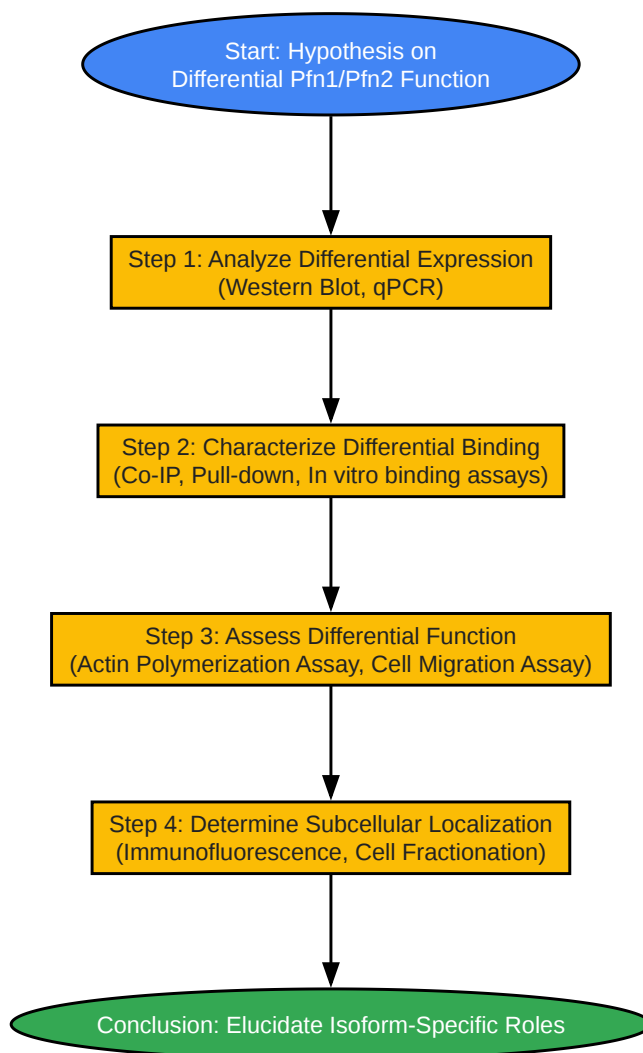 Start: Hypothesis on
Differential Pfn1/Pfn2 Function
Step 1: Analyze Differential Expression
(Western Blot, qPCR)
Step 2: Characterize Differential Binding
(Co-IP, Pull-down, In vitro binding assays)
Step 3: Assess Differential Function
(Actin Polymerization Assay, Cell Migration Assay)
Step 4: Determine Subcellular Localization
(Immunofluorescence, Cell Fractionation)
Conclusion: Elucidate Isoform-Specific Roles